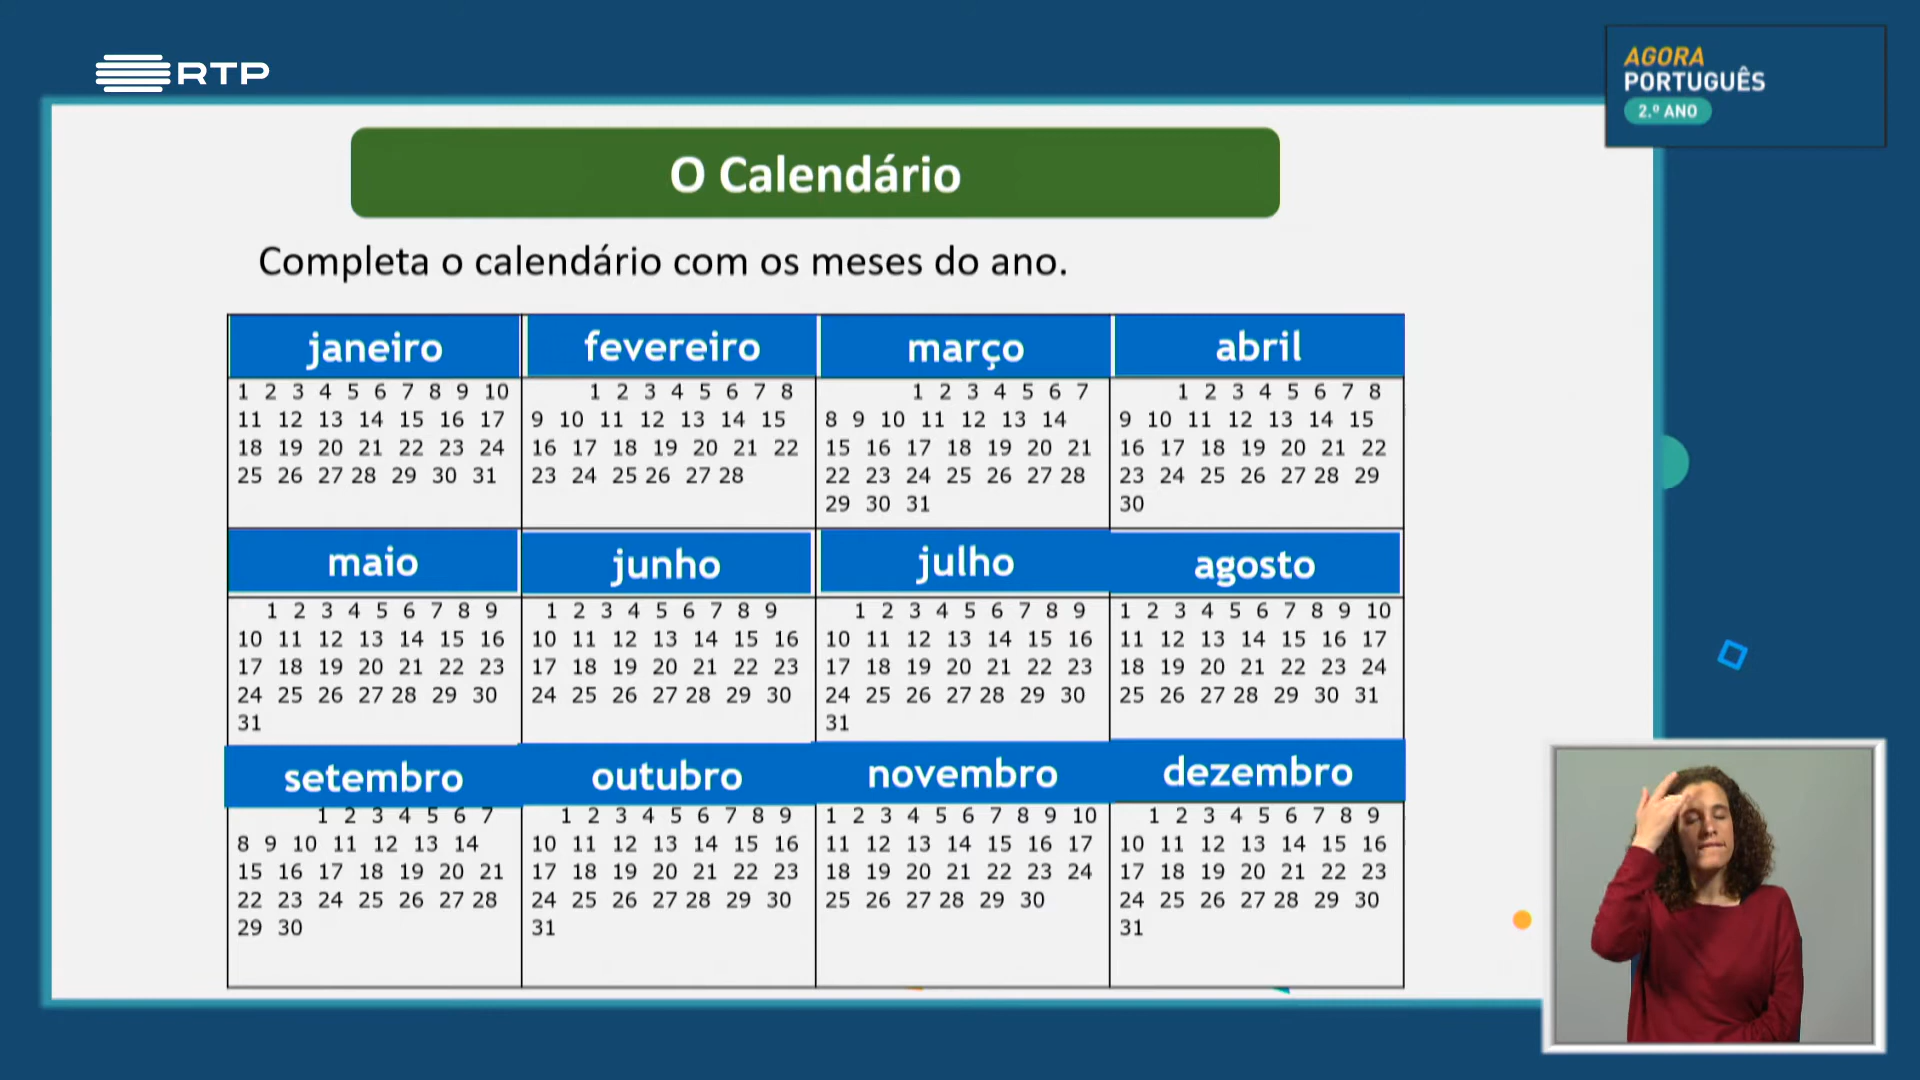 RTP
AGORA
PORTUGUÊS
2.º ANO
O Calendário
Completa o calendário com os meses do ano.
janeiro
1 2 3 4 5 6 7 8 9 10
11 12 13 14 15 16 17
18 19 20 21 22 23 24
25 26 27 28 29 30 31
fevereiro
1 2 3 4 5 6 7 8
9 10 11 12 13 14 15
16 17 18 19 20 21 22
23 24 25 26 27 28
março
1 2 3 4 5 6 7
8 9 10 11 12 13 14
15 16 17 18 19 20 21
22 23 24 25 26 27 28
29 30 31
abril
1 2 3 4 5 6 7 8
9 10 11 12 13 14 15
16 17 18 19 20 21 22
23 24 25 26 27 28 29
30
maio
1 2 3 4 5 6 7 8 9
10 11 12 13 14 15 16
17 18 19 20 21 22 23
24 25 26 27 28 29 30
31
junho
1 2 3 4 5 6 7 8 9
10 11 12 13 14 15 16
17 18 19 20 21 22 23
24 25 26 27 28 29 30
julho
1 2 3 4 5 6 7 8 9
10 11 12 13 14 15 16
17 18 19 20 21 22 23
24 25 26 27 28 29 30
31
agosto
1 2 3 4 5 6 7 8 9 10
11 12 13 14 15 16 17
18 19 20 21 22 23 24
25 26 27 28 29 30 31
setembro
1 2 3 4 5 6 7
8 9 10 11 12 13 14
15 16 17 18 19 20 21
22 23 24 25 26 27 28
29 30
outubro
1 2 3 4 5 6 7 8 9
10 11 12 13 14 15 16
17 18 19 20 21 22 23
24 25 26 27 28 29 30
31
novembro
1 2 3 4 5 6 7 8 9 10
11 12 13 14 15 16 17
18 19 20 21 22 23 24
25 26 27 28 29 30
dezembro
1 2 3 4 5 6 7 8 9
10 11 12 13 14 15 16
17 18 19 20 21 22 23
24 25 26 27 28 29 30
31